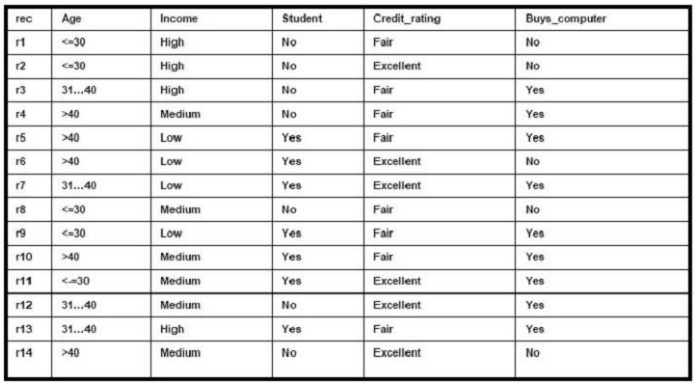 rec Age Income Student Credit_rating Buys_computer
r1 <=30 High No Fair No
r2 <=30 High No Excellent No
r3 31...40 High No Fair Yes
r4 >40 Medium No Fair Yes
r5 >40 Low Yes Fair Yes
r6 >40 Low Yes Excellent No
r7 31...40 Low Yes Excellent Yes
r8 <=30 Medium No Fair No
r9 <=30 Low Yes Fair Yes
r10 >40 Medium Yes Fair Yes
r11 <-=30 Medium Yes Excellent Yes
r12 31...40 Medium No Excellent Yes
r13 31...40 High Yes Fair Yes
r14 >40 Medium No Excellent No